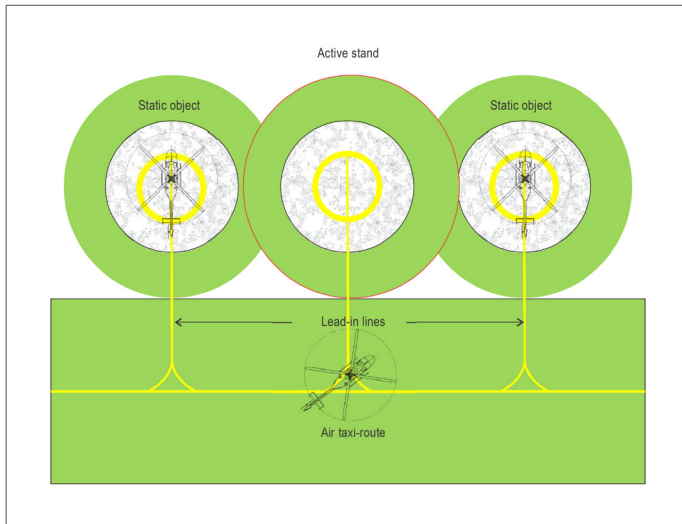 Active stand
Static object
Static object
Lead-in lines
Air taxi-route